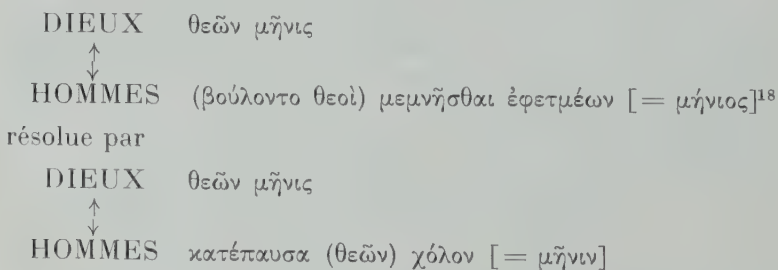 DIEUX θεῶν μῆνις
↕
HOMMES (βούλοντο θεοὶ) μεμνῆσθαι ἐφετμέων [= μήνιος]¹⁸
résolue par
DIEUX θεῶν μῆνις
↕
HOMMES κατέπαυσα (θεῶν) χόλον [= μῆνιν]